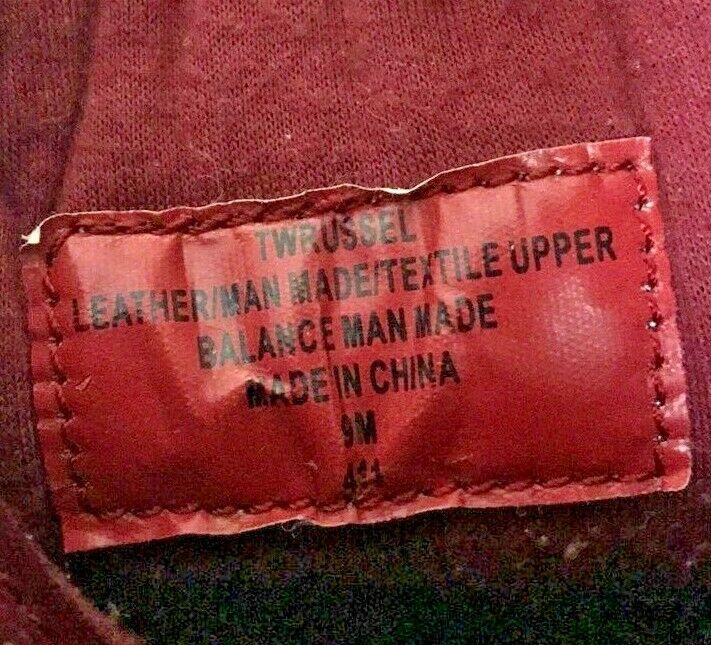 TWRUSSEL
LEATHER/MAN MADE/TEXTILE UPPER
BALANCE MAN MADE
MADE IN CHINA
9M